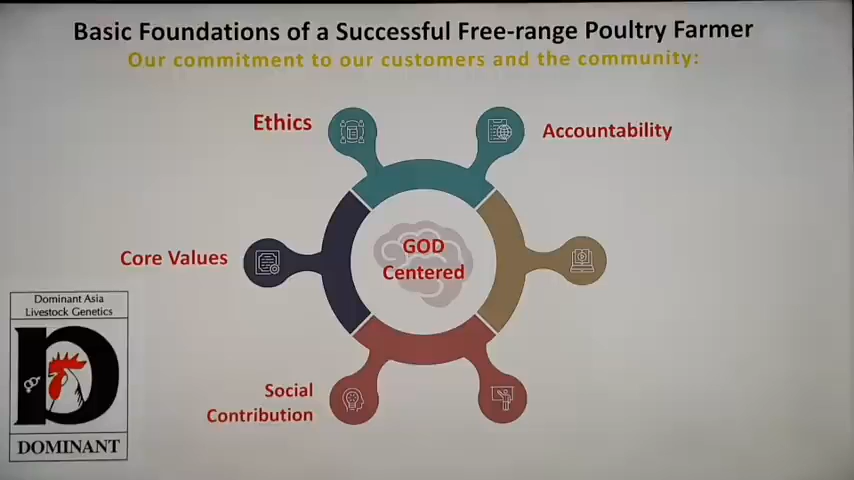 Basic Foundations of a Successful Free-range Poultry Farmer
Our commitment to our customers and the community:
Ethics
Accountability
Core Values
GOD
Centered
Social
Contribution
Dominant Asia
Livestock Genetics
D
DOMINANT